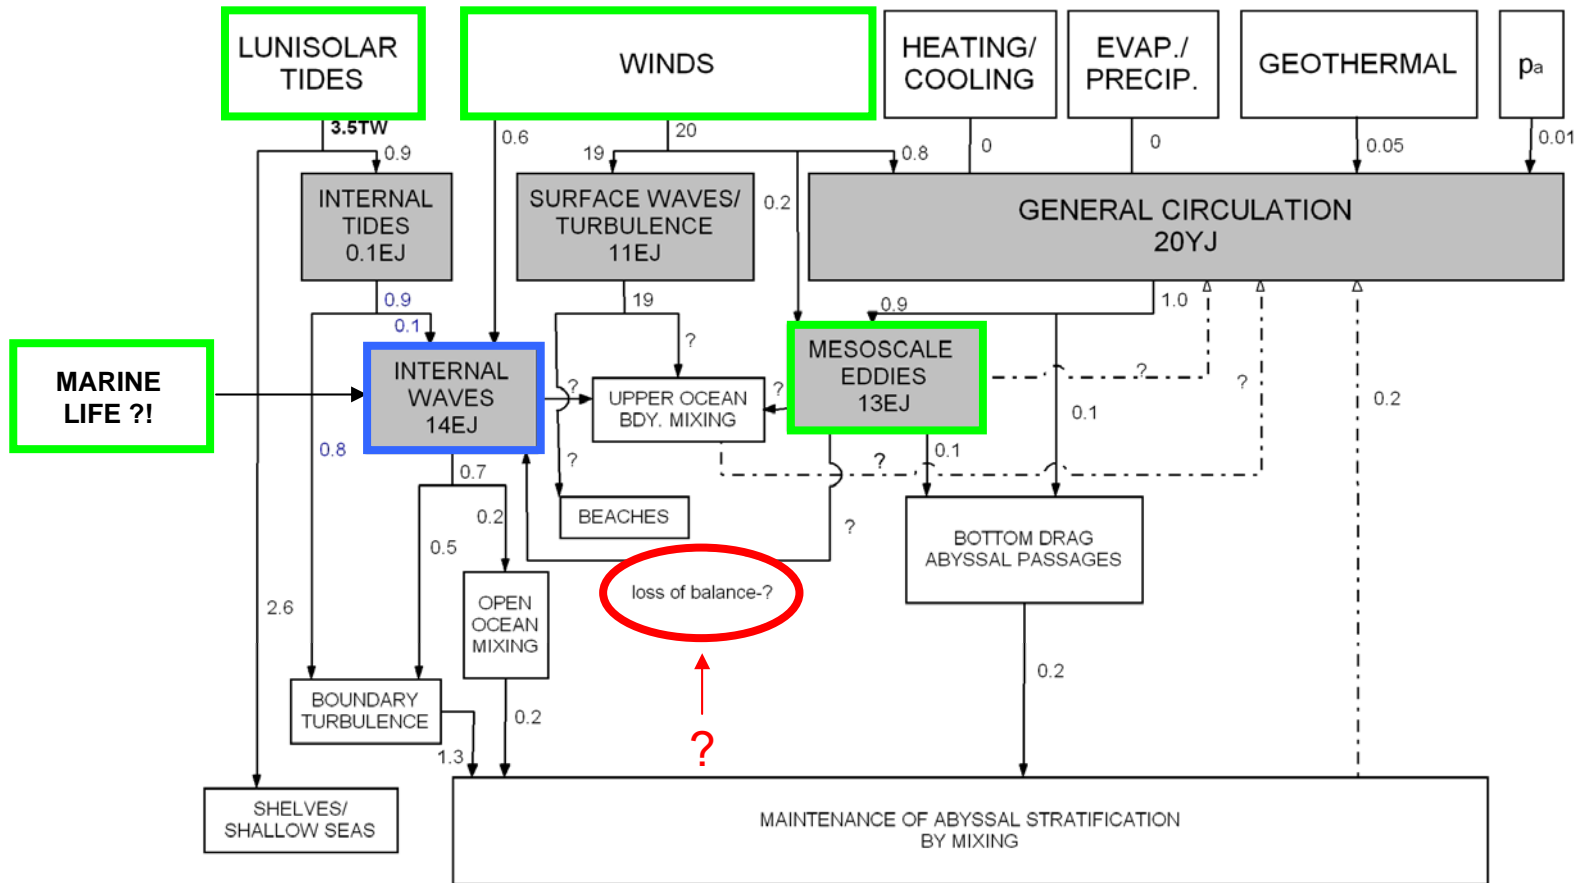 LUNISOLAR
TIDES
WINDS
HEATING/
COOLING
EVAP./
PRECIP.
GEOTHERMAL
pa
3.5TW
0.9
0.6
20
19
0.8
0.2
0
0
0.05
0.01
INTERNAL
TIDES
0.1EJ
SURFACE WAVES/
TURBULENCE
11EJ
GENERAL CIRCULATION
20YJ
0.9
0.1
19
0.9
1.0
MARINE
LIFE ?!
INTERNAL
WAVES
14EJ
?
?
UPPER OCEAN
BDY. MIXING
?
MESOSCALE
EDDIES
13EJ
?
?
0.1
0.2
0.8
0.7
?
?
0.1
0.2
0.5
BEACHES
?
BOTTOM DRAG
ABYSSAL PASSAGES
loss of balance-?
2.6
OPEN
OCEAN
MIXING
0.2
BOUNDARY
TURBULENCE
0.2
?
1.3
SHELVES/
SHALLOW SEAS
MAINTENANCE OF ABYSSAL STRATIFICATION
BY MIXING